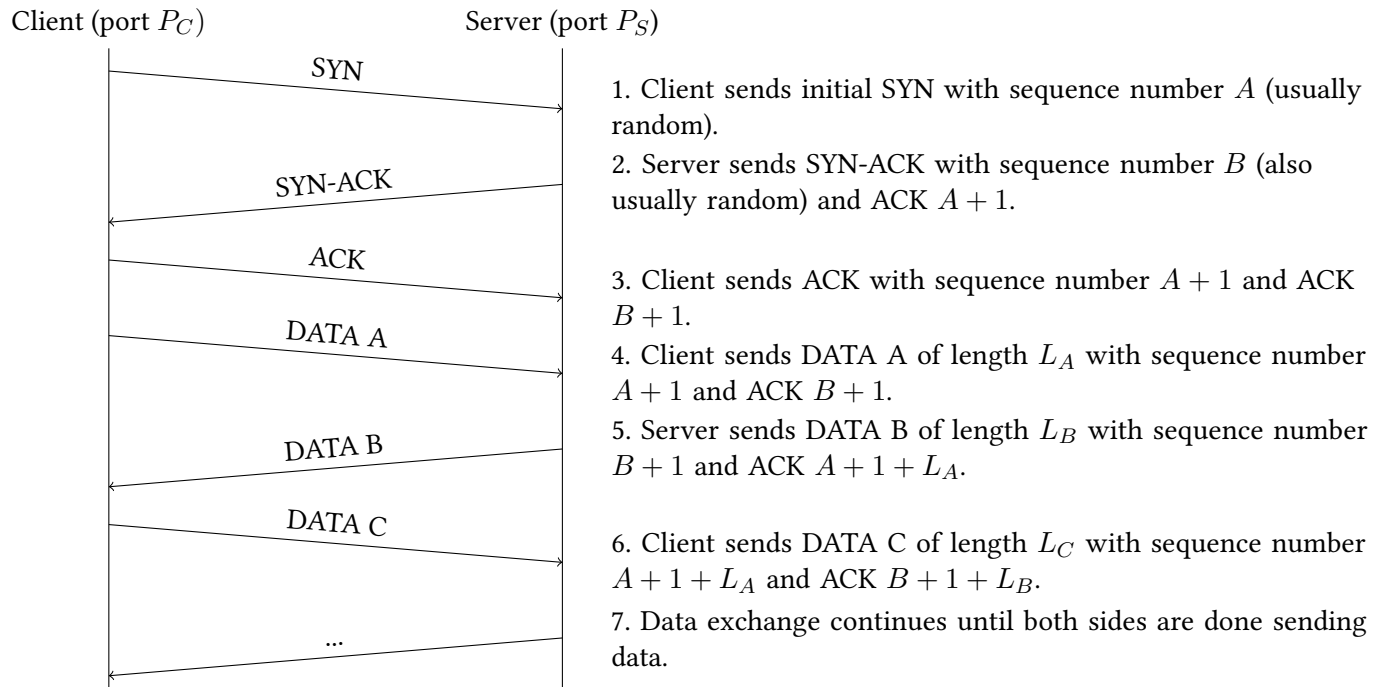 Client (port P_C)
Server (port P_S)
SYN
1. Client sends initial SYN with sequence number A (usually
random).
SYN-ACK
2. Server sends SYN-ACK with sequence number B (also
usually random) and ACK A + 1.
ACK
3. Client sends ACK with sequence number A + 1 and ACK
B + 1.
DATA A
4. Client sends DATA A of length L_A with sequence number
A + 1 and ACK B + 1.
DATA B
5. Server sends DATA B of length L_B with sequence number
B + 1 and ACK A + 1 + L_A.
DATA C
6. Client sends DATA C of length L_C with sequence number
A + 1 + L_A and ACK B + 1 + L_B.
...
7. Data exchange continues until both sides are done sending
data.